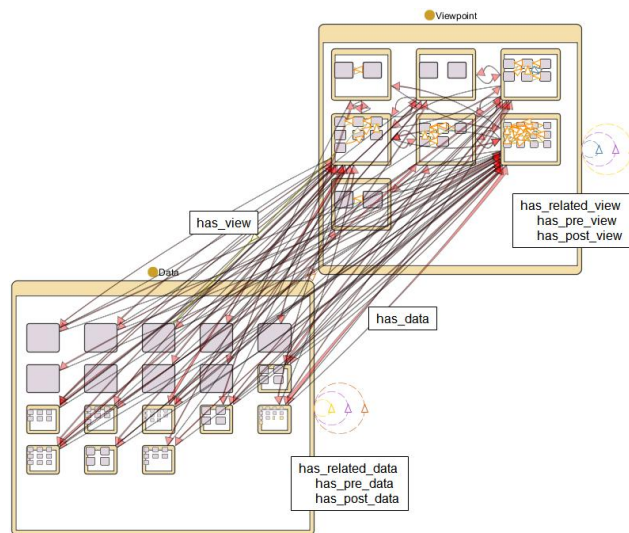 Viewpoint
has_view
has_related_view
has_pre_view
has_post_view
Data
has_data
has_related_data
has_pre_data
has_post_data